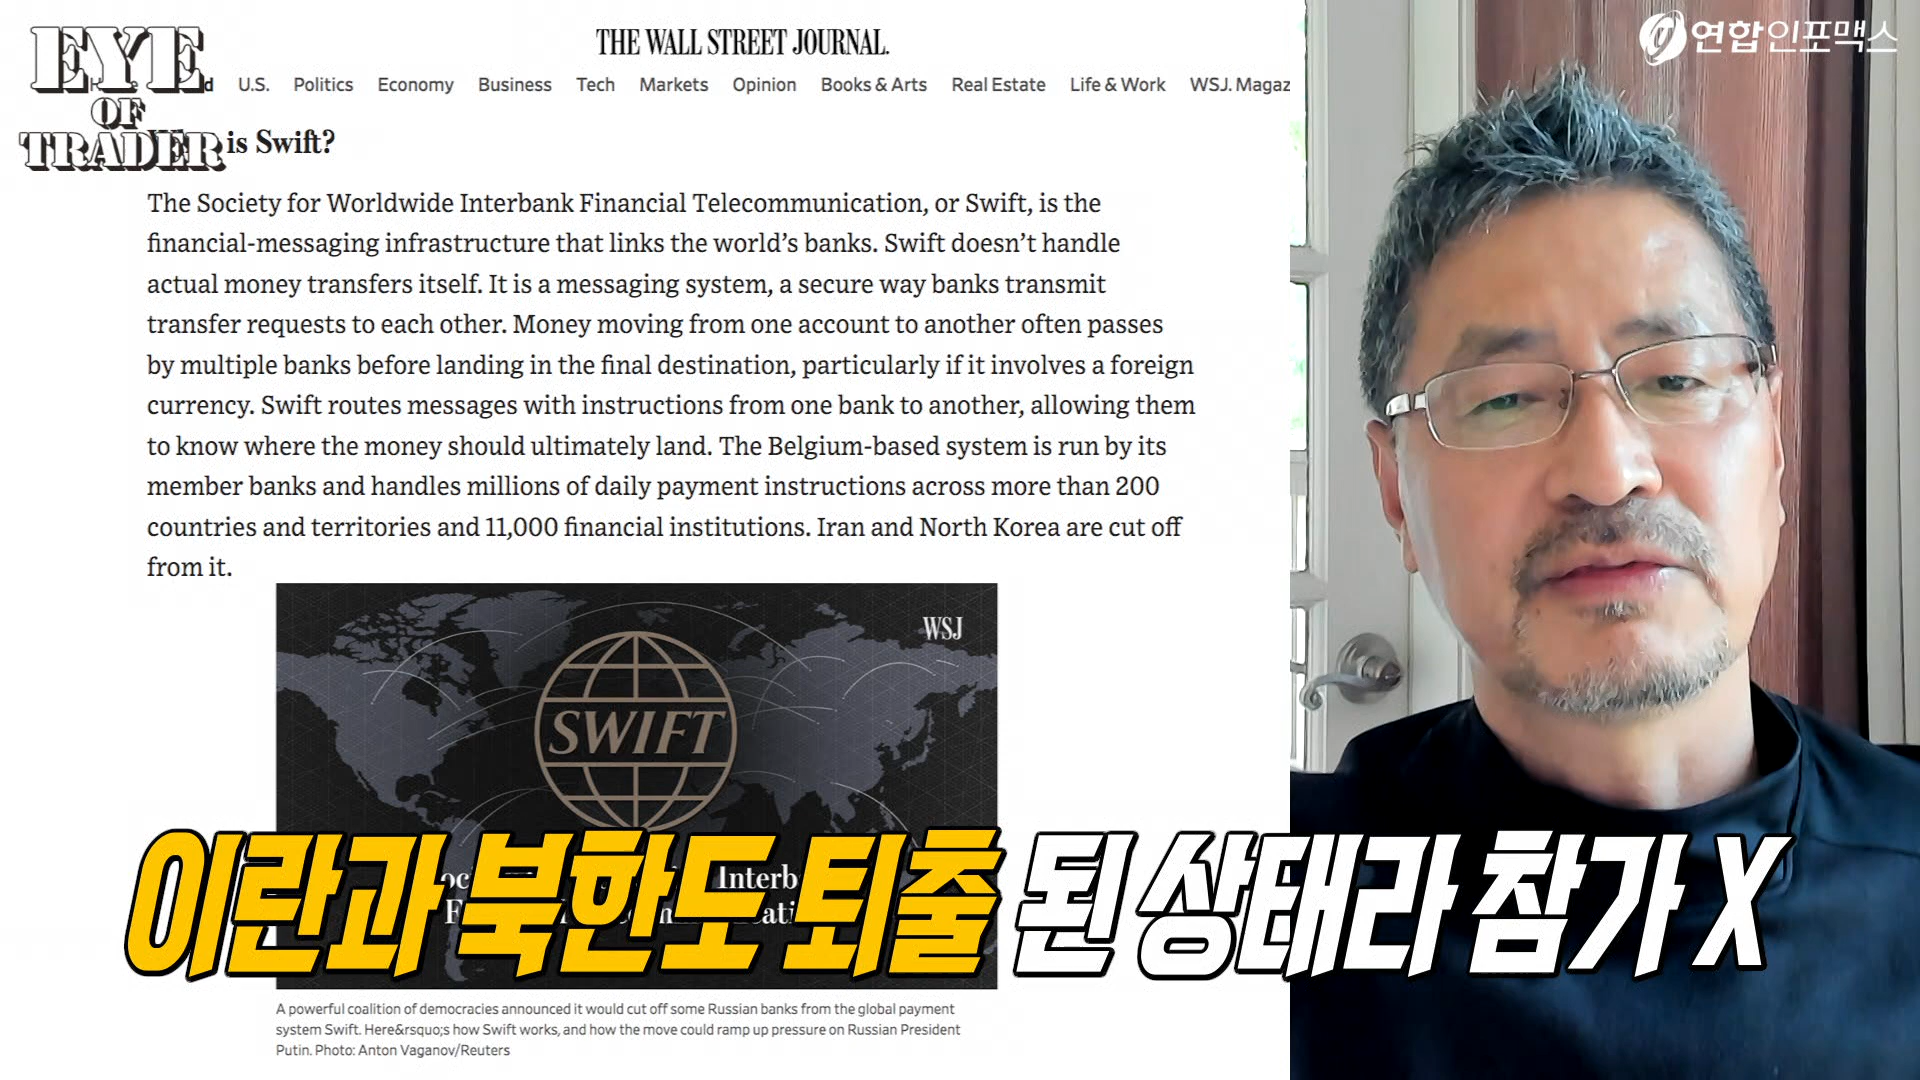 EYE
OF
TRADER
THE WALL STREET JOURNAL.
연합인포맥스
U.S. Politics Economy Business Tech Markets Opinion Books & Arts Real Estate Life & Work WSJ. Magaz
is Swift?
The Society for Worldwide Interbank Financial Telecommunication, or Swift, is the
financial-messaging infrastructure that links the world’s banks. Swift doesn’t handle
actual money transfers itself. It is a messaging system, a secure way banks transmit
transfer requests to each other. Money moving from one account to another often passes
by multiple banks before landing in the final destination, particularly if it involves a foreign
currency. Swift routes messages with instructions from one bank to another, allowing them
to know where the money should ultimately land. The Belgium-based system is run by its
member banks and handles millions of daily payment instructions across more than 200
countries and territories and 11,000 financial institutions. Iran and North Korea are cut off
from it.
WSJ
SWIFT
이란과 북한도 퇴출 된 상태라 참가 X
A powerful coalition of democracies announced it would cut off some Russian banks from the global payment
system Swift. Here&rsquo;s how Swift works, and how the move could ramp up pressure on Russian President
Putin. Photo: Anton Vaganov/Reuters